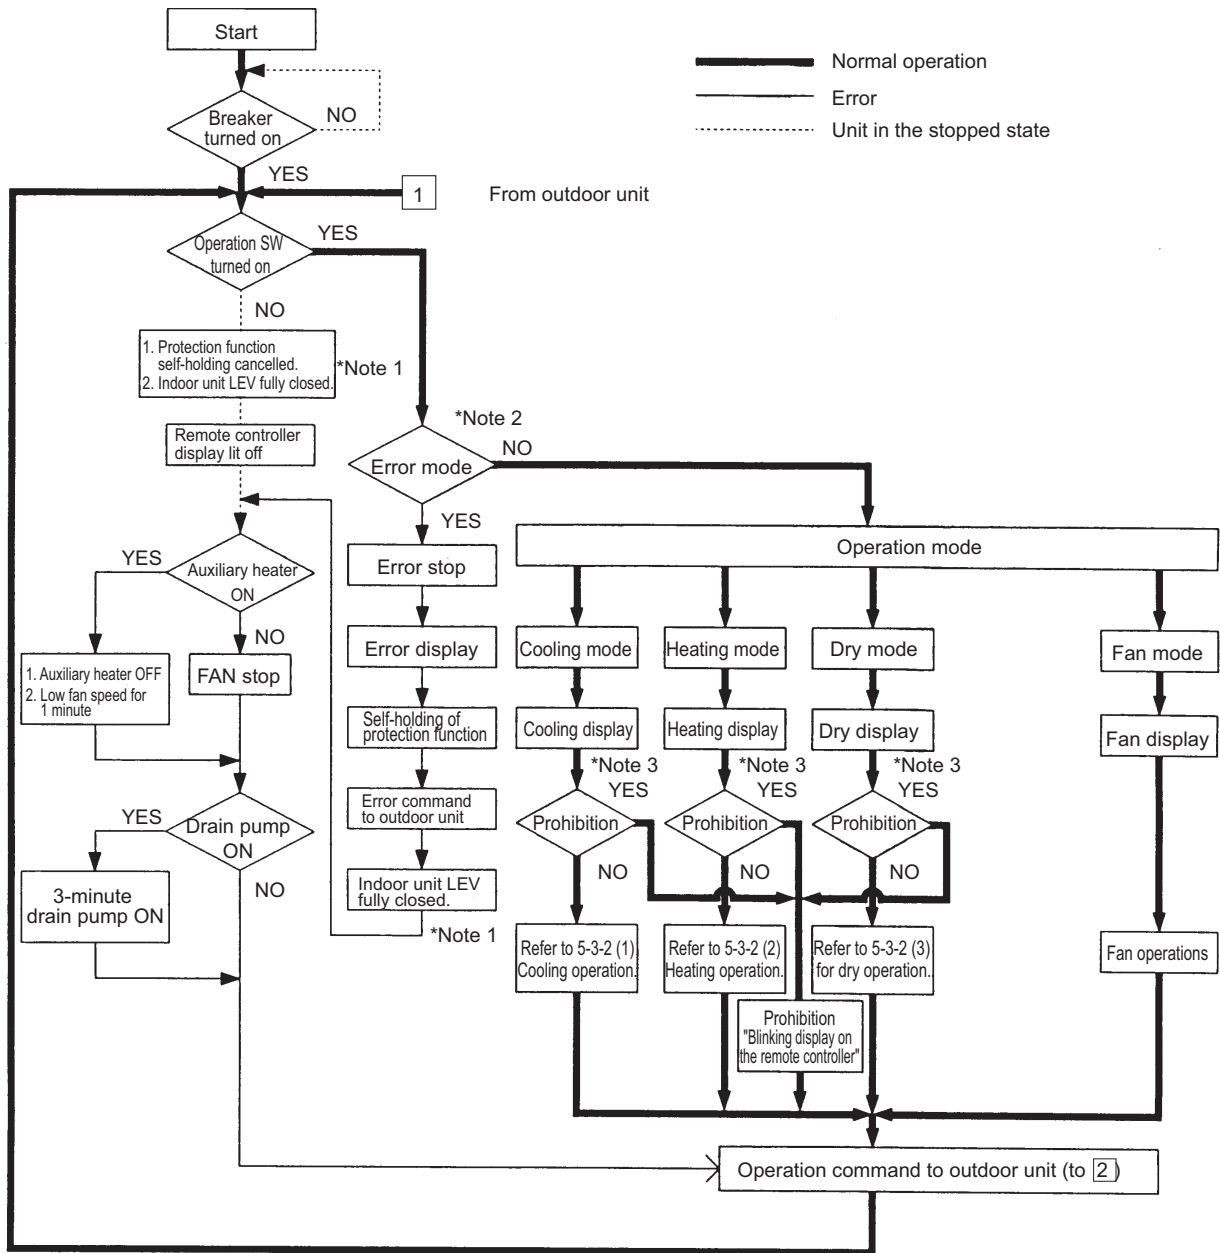 Start
Normal operation
Error
Unit in the stopped state
Breaker
turned on
NO
YES
1
From outdoor unit
Operation SW
turned on
YES
NO
1. Protection function
self-holding cancelled.
2. Indoor unit LEV fully closed.
*Note 1
Remote controller
display lit off
*Note 2
Error mode
NO
YES
Operation mode
YES
Auxiliary heater
ON
NO
Error stop
1. Auxiliary heater OFF
2. Low fan speed for
1 minute
FAN stop
Error display
Cooling mode
Heating mode
Dry mode
Fan mode
Self-holding of
protection function
Cooling display
Heating display
Dry display
Fan display
*Note 3
YES
*Note 3
YES
*Note 3
YES
YES
Drain pump
ON
NO
Error command
to outdoor unit
Prohibition
Prohibition
Prohibition
NO
NO
NO
3-minute
drain pump ON
Indoor unit LEV
fully closed.
*Note 1
Refer to 5-3-2 (1)
Cooling operation.
Refer to 5-3-2 (2)
Heating operation.
Refer to 5-3-2 (3)
for dry operation.
Fan operations
Prohibition
"Blinking display on
the remote controller"
Operation command to outdoor unit (to 2)